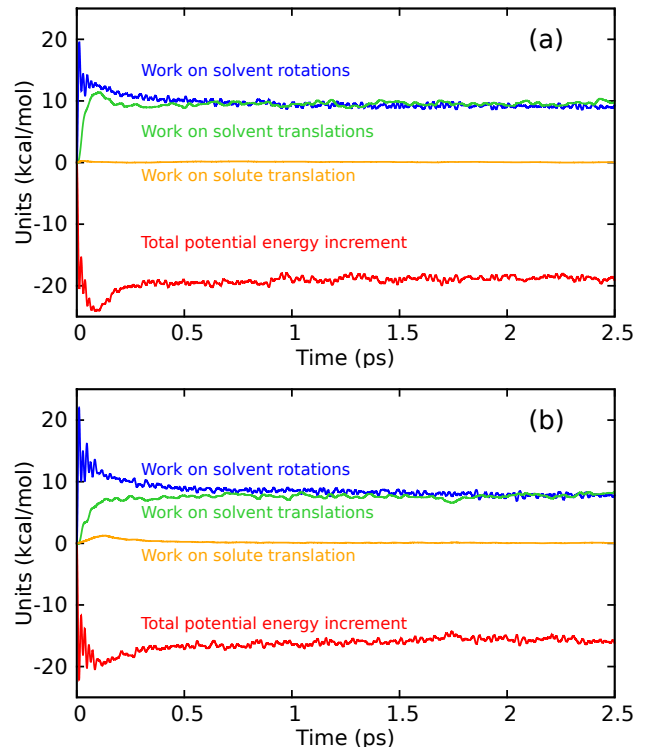 (a)
20
Work on solvent rotations
10
Work on solvent translations
0
Work on solute translation
-10
Total potential energy increment
-20
Units (kcal/mol)
0 0.5 1 1.5 2 2.5
Time (ps)
(b)
20
Work on solvent rotations
10
Work on solvent translations
0
Work on solute translation
-10
Total potential energy increment
-20
Units (kcal/mol)
0 0.5 1 1.5 2 2.5
Time (ps)